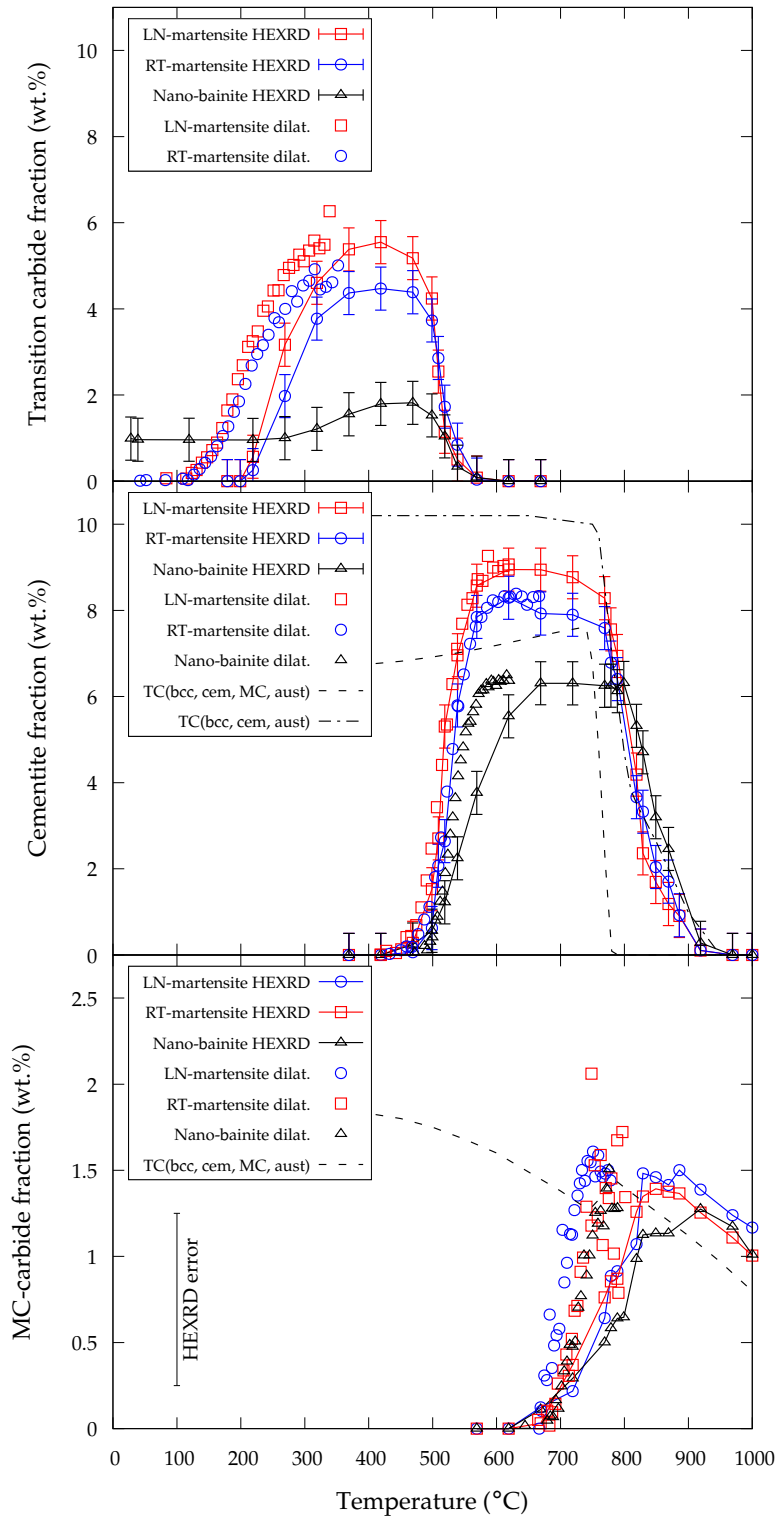 Transition carbide fraction (wt.%)
10
8
6
4
2
0
LN-martensite HEXRD
RT-martensite HEXRD
Nano-bainite HEXRD
LN-martensite dilat.
RT-martensite dilat.
Cementite fraction (wt.%)
10
8
6
4
2
0
LN-martensite HEXRD
RT-martensite HEXRD
Nano-bainite HEXRD
LN-martensite dilat.
RT-martensite dilat.
Nano-bainite dilat.
TC(bcc, cem, MC, aust)
TC(bcc, cem, aust)
MC-carbide fraction (wt.%)
2.5
2
1.5
1
0.5
0
LN-martensite HEXRD
RT-martensite HEXRD
Nano-bainite HEXRD
LN-martensite dilat.
RT-martensite dilat.
Nano-bainite dilat.
TC(bcc, cem, MC, aust)
HEXRD error
0 100 200 300 400 500 600 700 800 900 1000
Temperature (°C)